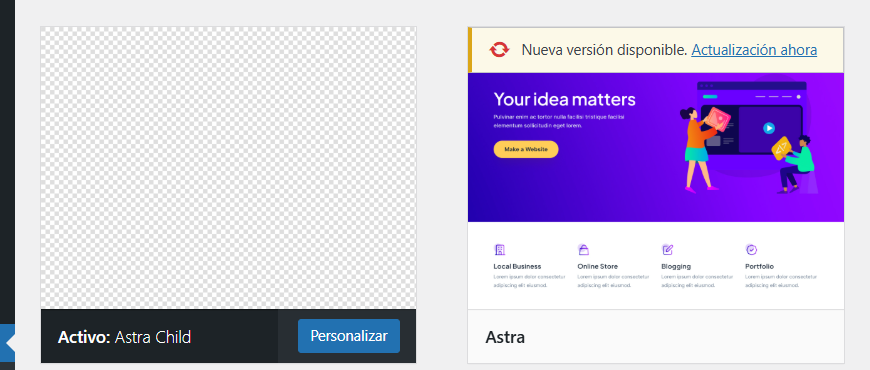 Nueva versión disponible. Actualización ahora
Your idea matters
Pulvinar enim ac tortor nulla facilisi tristique facilisi
elementum sollicitudin eget lorem.
Make a Website
Local Business
Online Store
Blogging
Portfolio
Lorem ipsum dolor consectetur
adipiscing elit eiusmod.
Lorem ipsum dolor consectetur
adipiscing elit eiusmod.
Lorem ipsum dolor consectetur
adipiscing elit eiusmod.
Lorem ipsum dolor consectetur
adipiscing elit eiusmod.
Activo: Astra Child
Personalizar
Astra